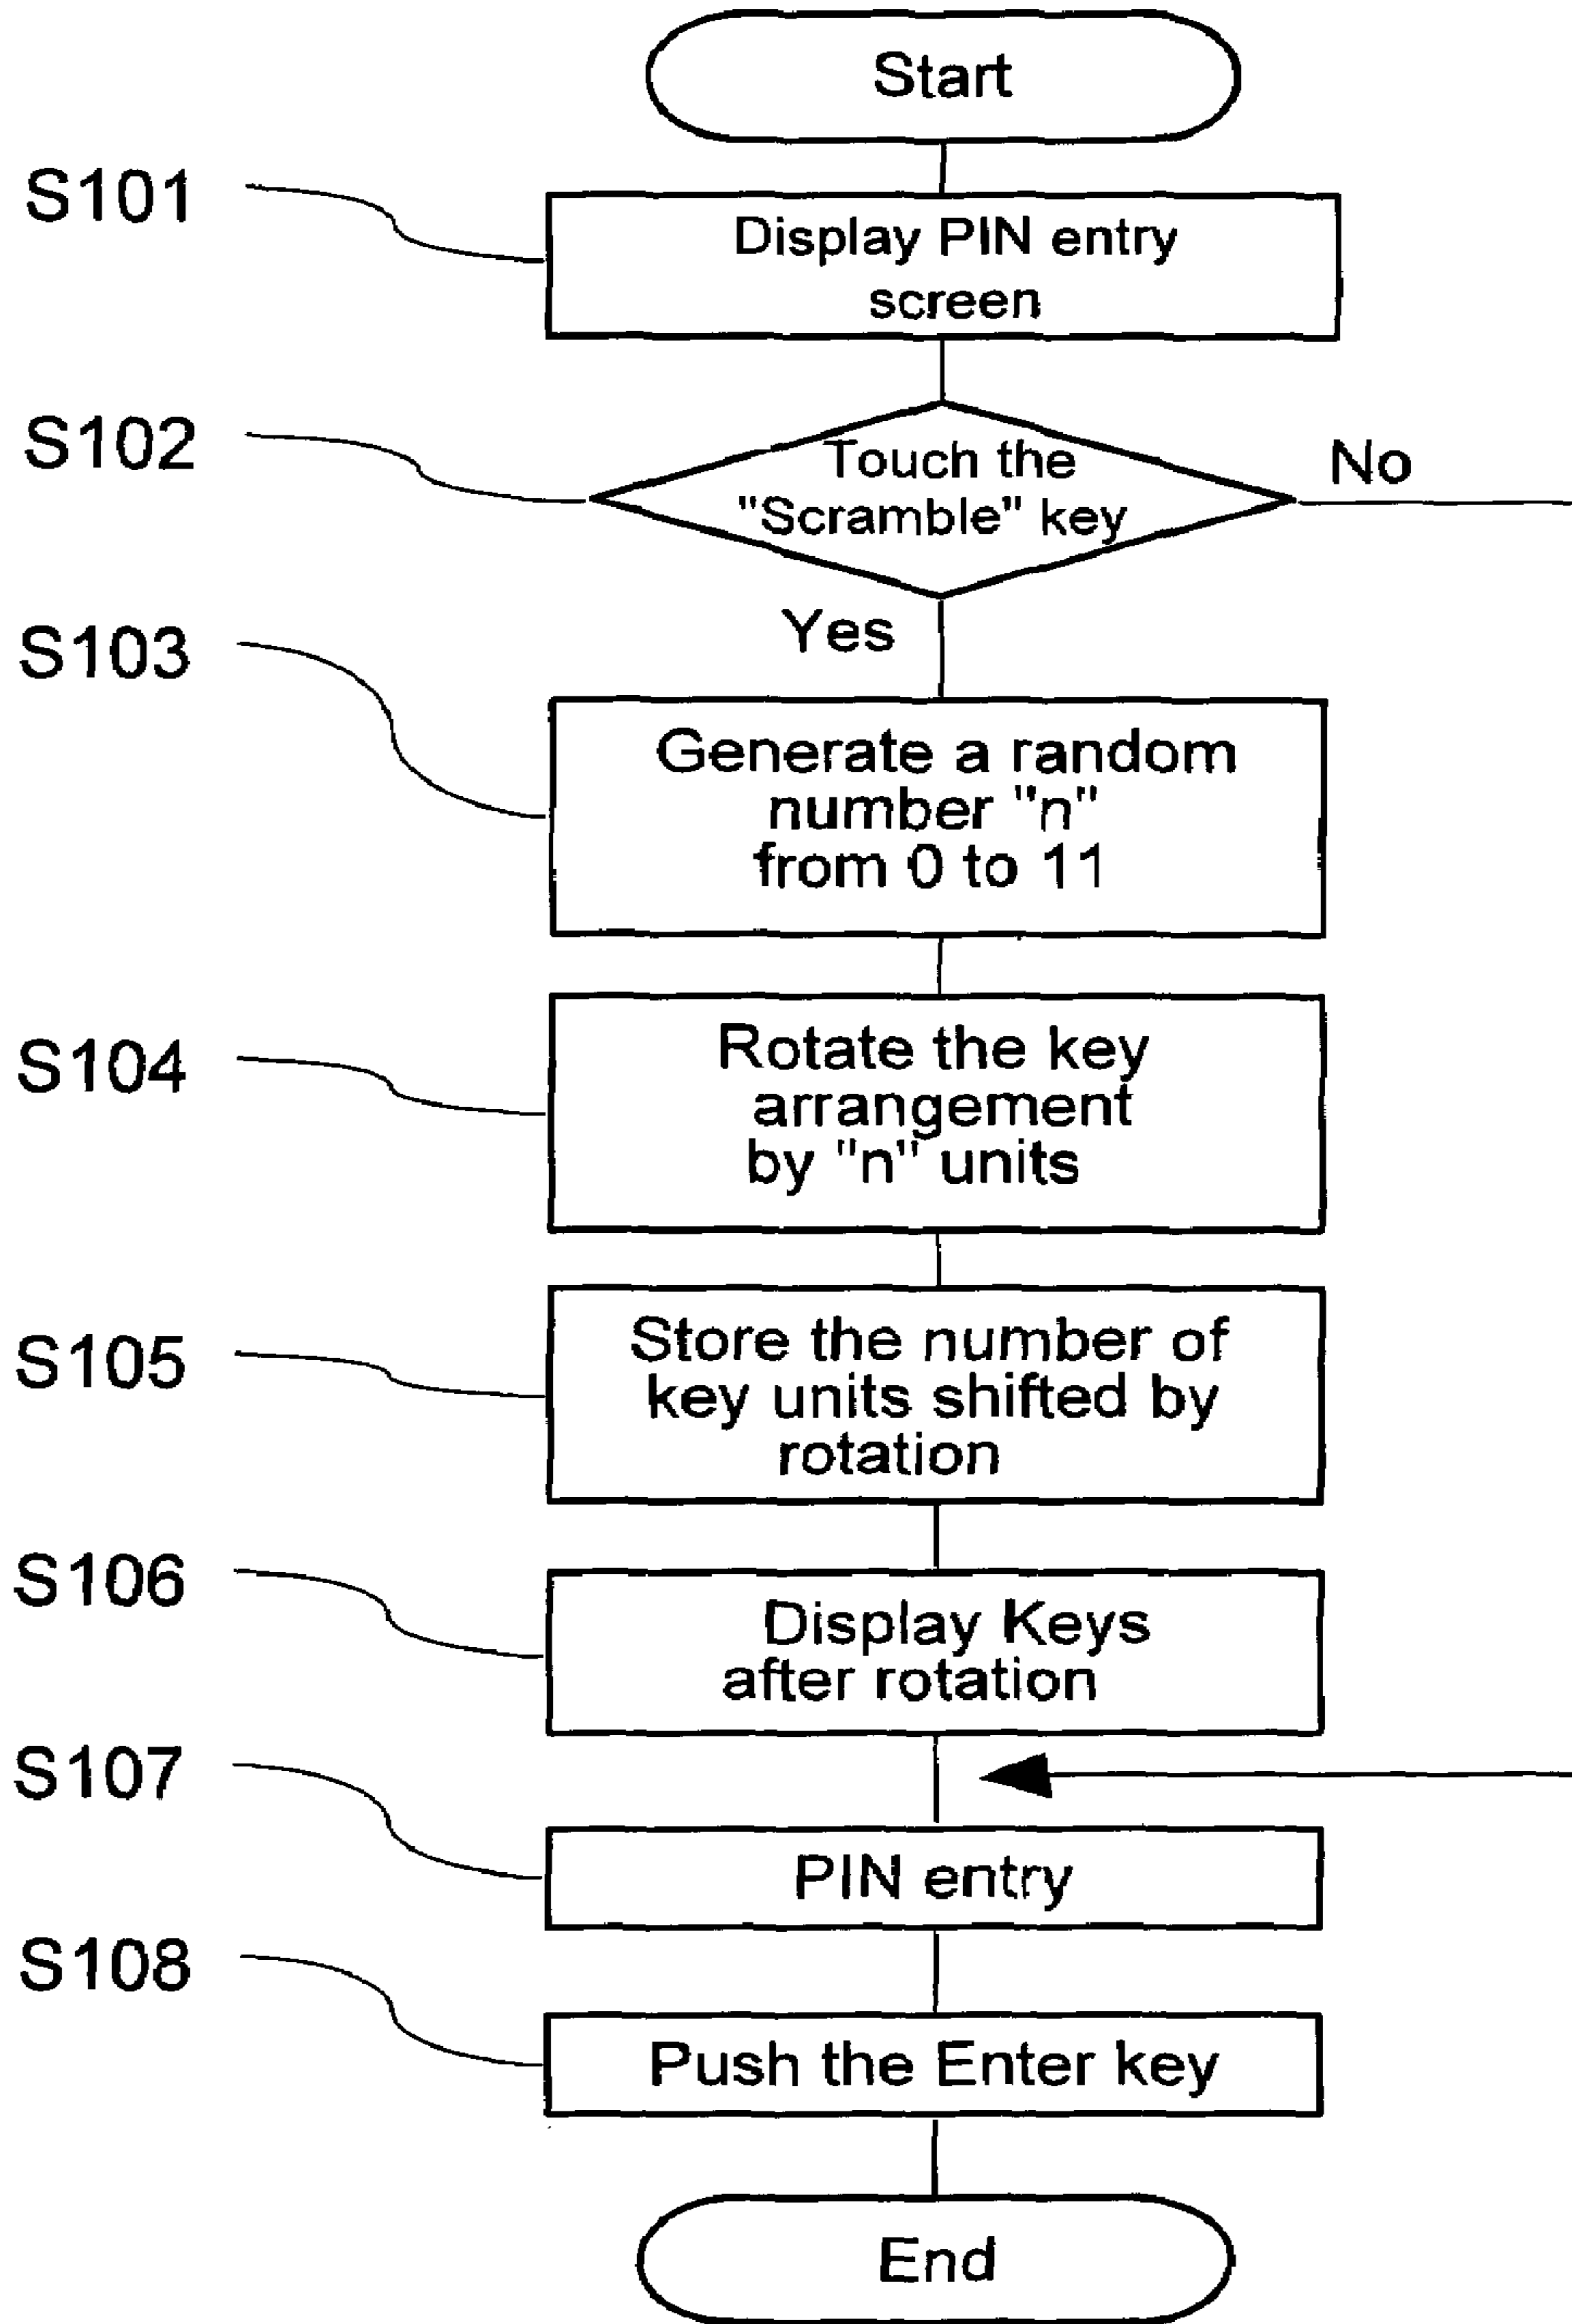 Start
S101
Display PIN entry
screen
S102
Touch the
"Scramble" key
No
Yes
S103
Generate a random
number "n"
from 0 to 11
S104
Rotate the key
arrangement
by "n" units
S105
Store the number of
key units shifted by
rotation
S106
Display Keys
after rotation
S107
PIN entry
S108
Push the Enter key
End